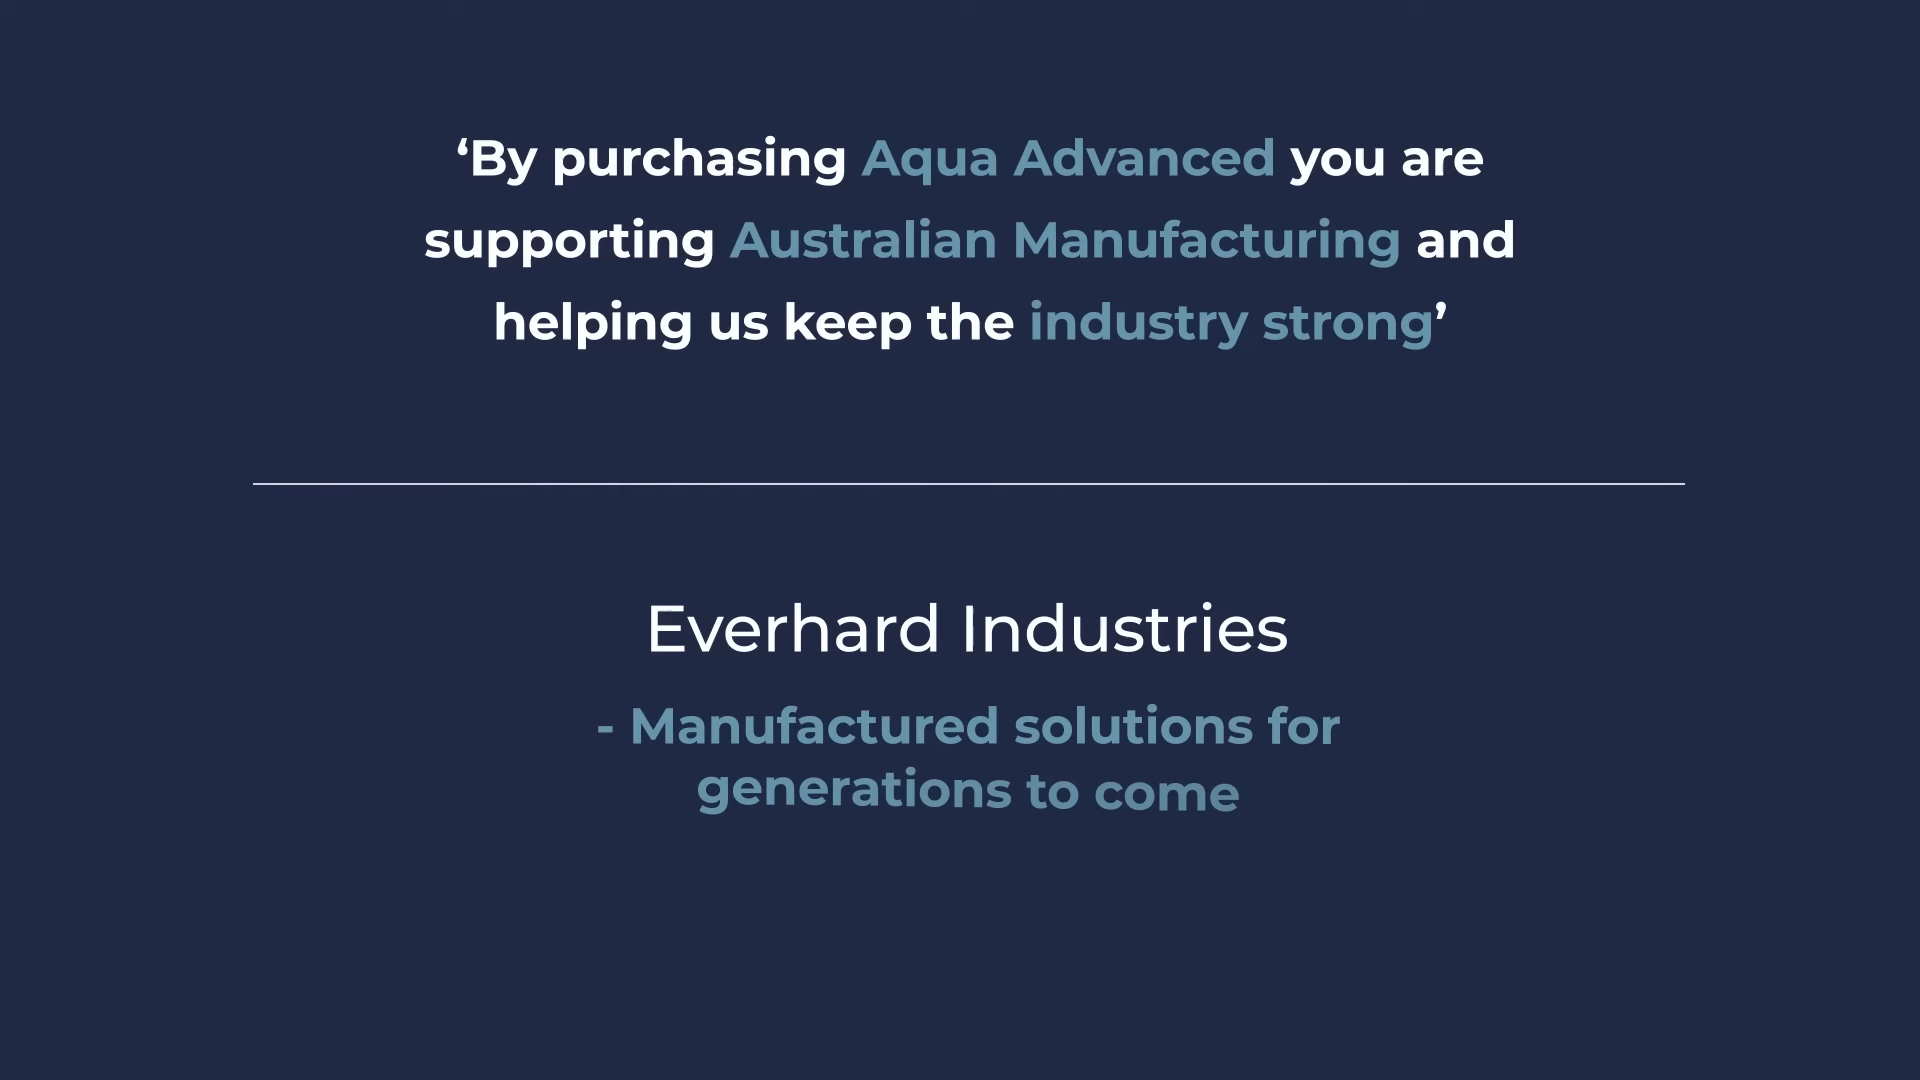 ‘By purchasing Aqua Advanced you are
supporting Australian Manufacturing and
helping us keep the industry strong’
Everhard Industries
- Manufactured solutions for
generations to come